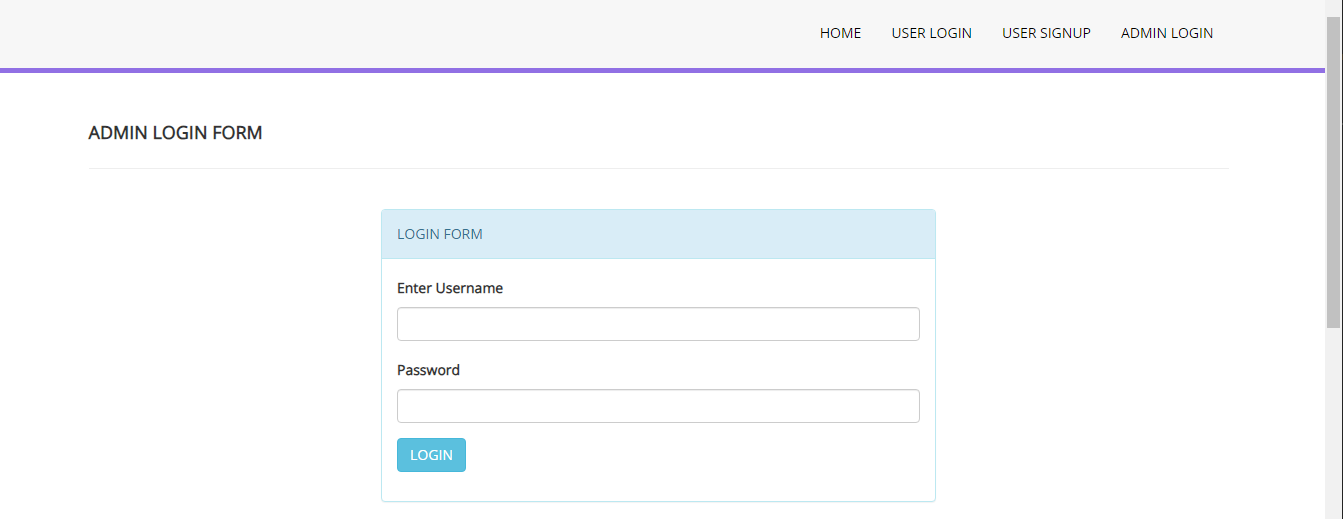 HOME USER LOGIN USER SIGNUP ADMIN LOGIN
ADMIN LOGIN FORM
LOGIN FORM
Enter Username
Password
LOGIN